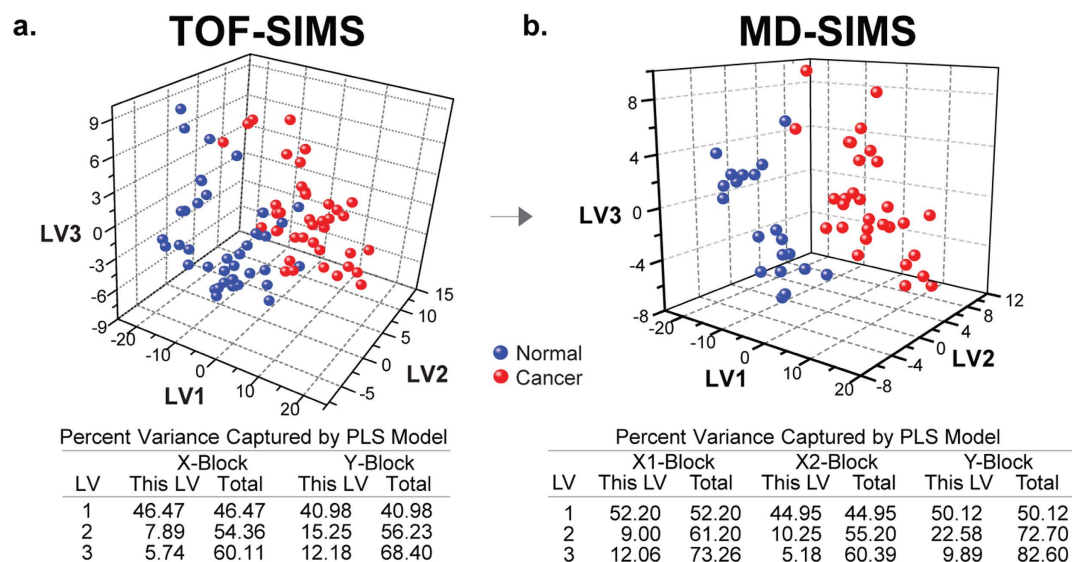 a.
TOF-SIMS
9
6
3
0
-3
-6
-9
LV3
-20
-10
0
10
20
LV1
-5
0
5
10
15
LV2
b.
MD-SIMS
8
4
0
-4
-8
LV3
-20
-10
0
10
20
LV1
-8
-4
0
4
8
12
LV2
Normal
Cancer
Percent Variance Captured by PLS Model
X-Block Y-Block
LV This LV Total This LV Total
1 46.47 46.47 40.98 40.98
2 7.89 54.36 15.25 56.23
3 5.74 60.11 12.18 68.40
Percent Variance Captured by PLS Model
X1-Block X2-Block Y-Block
LV This LV Total This LV Total This LV Total
1 52.20 52.20 44.95 44.95 50.12 50.12
2 9.00 61.20 10.25 55.20 22.58 72.70
3 12.06 73.26 5.18 60.39 9.89 82.60